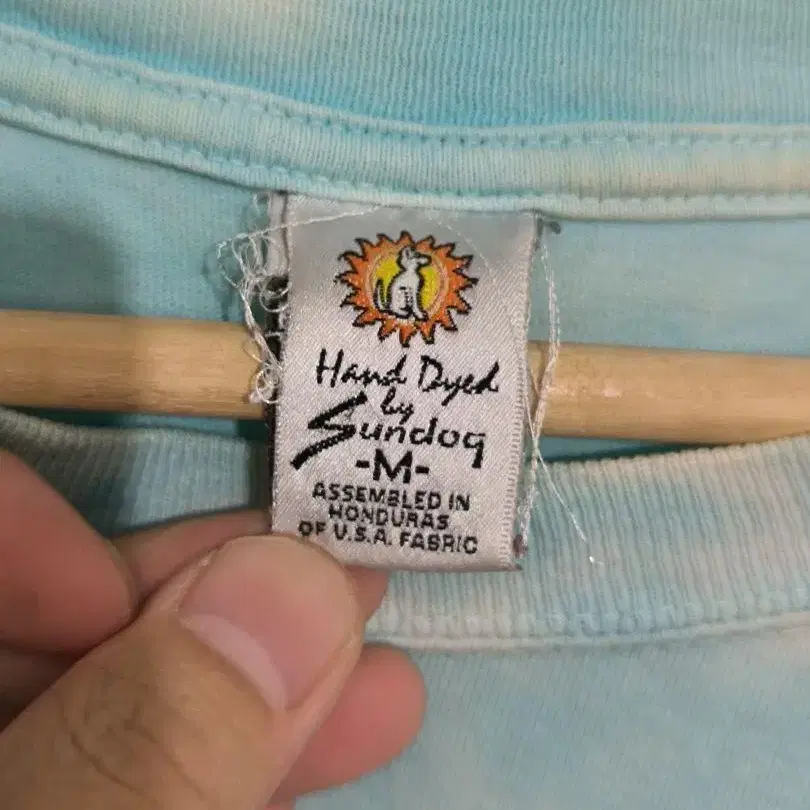 Hand Dyed
by
Sundog
-M-
ASSEMBLED IN
HONDURAS
OF U.S.A. FABRIC